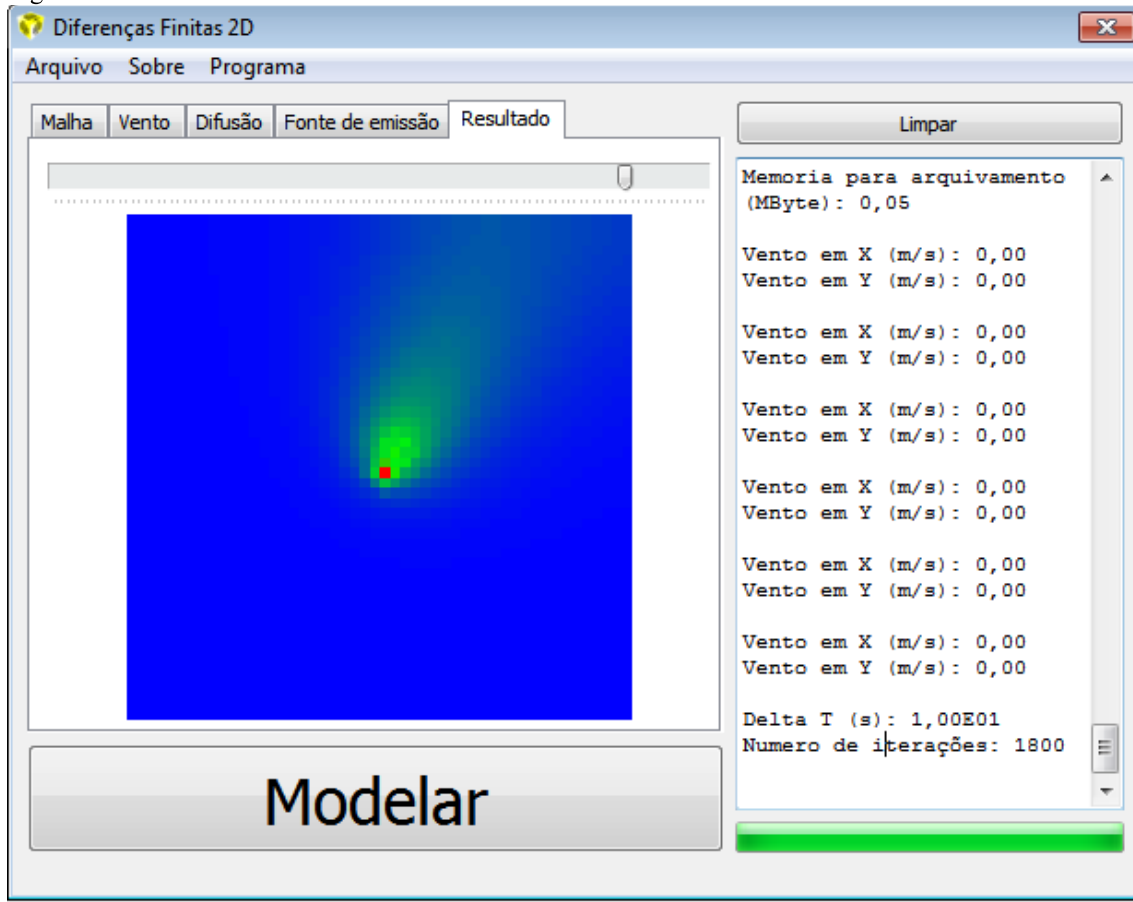 Diferenças Finitas 2D
Arquivo Sobre Programa
Malha Vento Difusão Fonte de emissão Resultado
Limpar
Memoria para arquivamento
(MByte): 0,05
Vento em X (m/s): 0,00
Vento em Y (m/s): 0,00
Vento em X (m/s): 0,00
Vento em Y (m/s): 0,00
Vento em X (m/s): 0,00
Vento em Y (m/s): 0,00
Vento em X (m/s): 0,00
Vento em Y (m/s): 0,00
Vento em X (m/s): 0,00
Vento em Y (m/s): 0,00
Vento em X (m/s): 0,00
Vento em Y (m/s): 0,00
Delta T (s): 1,00E01
Numero de iterações: 1800
Modelar